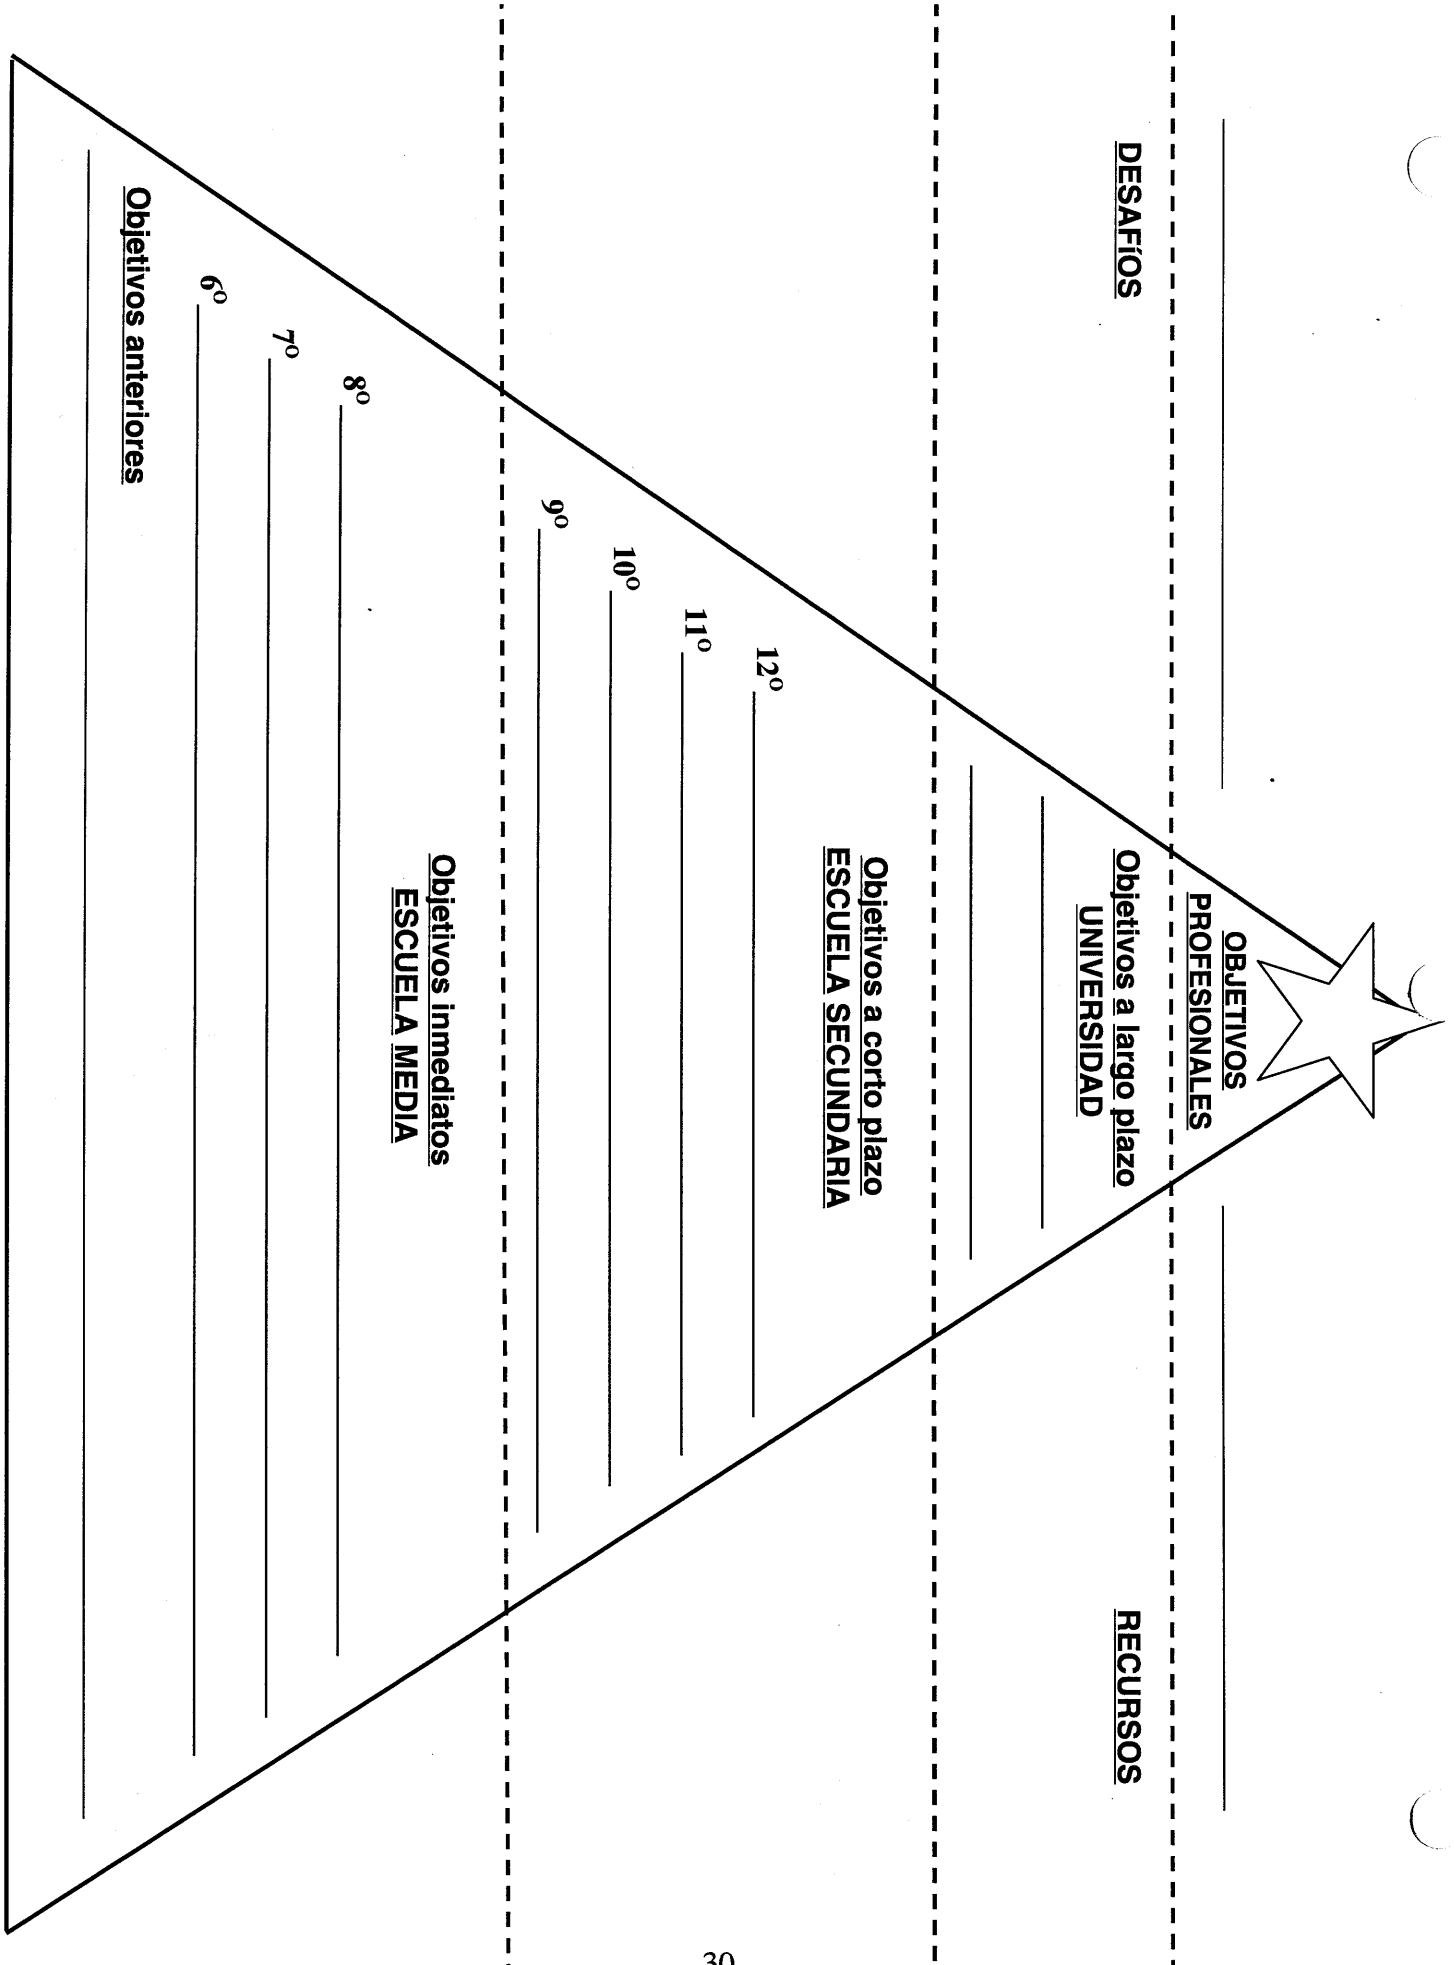 OBJETIVOS
PROFESIONALES
DESAFÍOS
Objetivos a largo plazo
UNIVERSIDAD
RECURSOS
Objetivos a corto plazo
ESCUELA SECUNDARIA
12º
11º
10º
9º
Objetivos inmediatos
ESCUELA MEDIA
8º
7º
6º
Objetivos anteriores
30